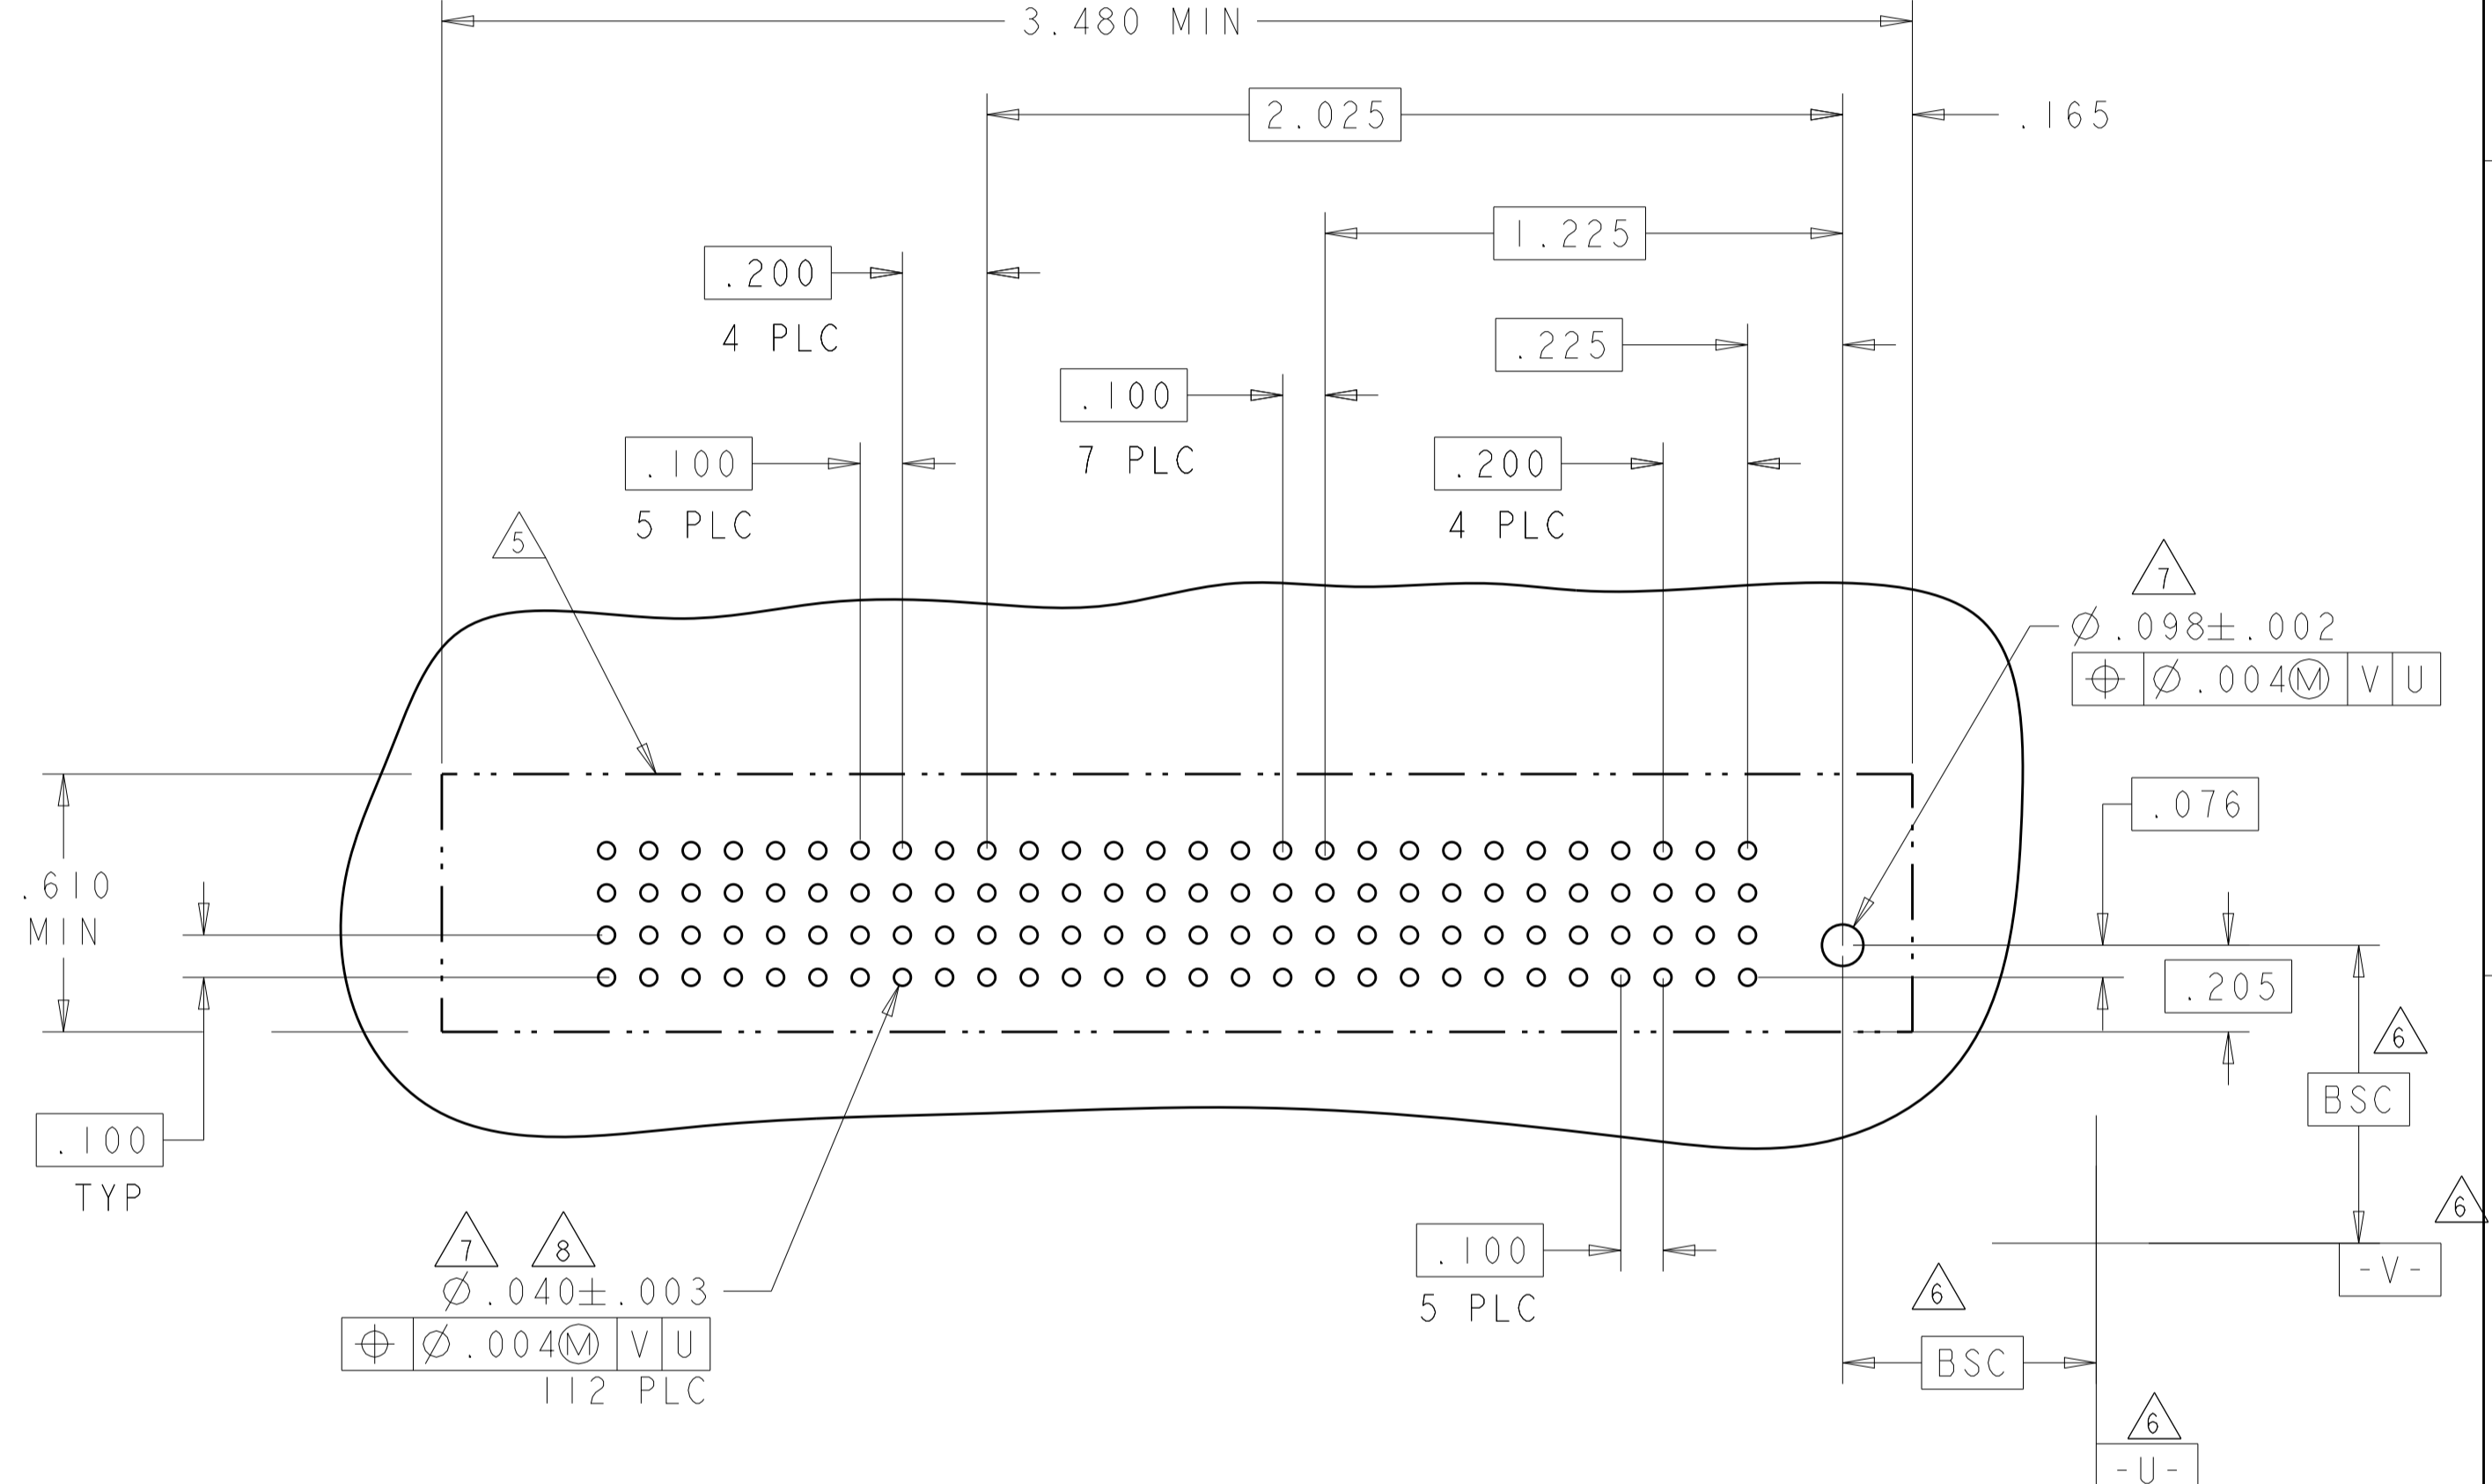 3.480 MIN
2.025
.165
1.225
.200
4 PLC
.225
.100
7 PLC
.100
5 PLC
.200
4 PLC
5
7
⌀.098±.002
⌖ ⌀.004Ⓜ V U
.076
.610
MIN
.205
6
BSC
.100
TYP
6
7 8
⌀.040±.003
⌖ ⌀.004Ⓜ V U
112 PLC
.100
5 PLC
-V-
6
BSC
6
-U-